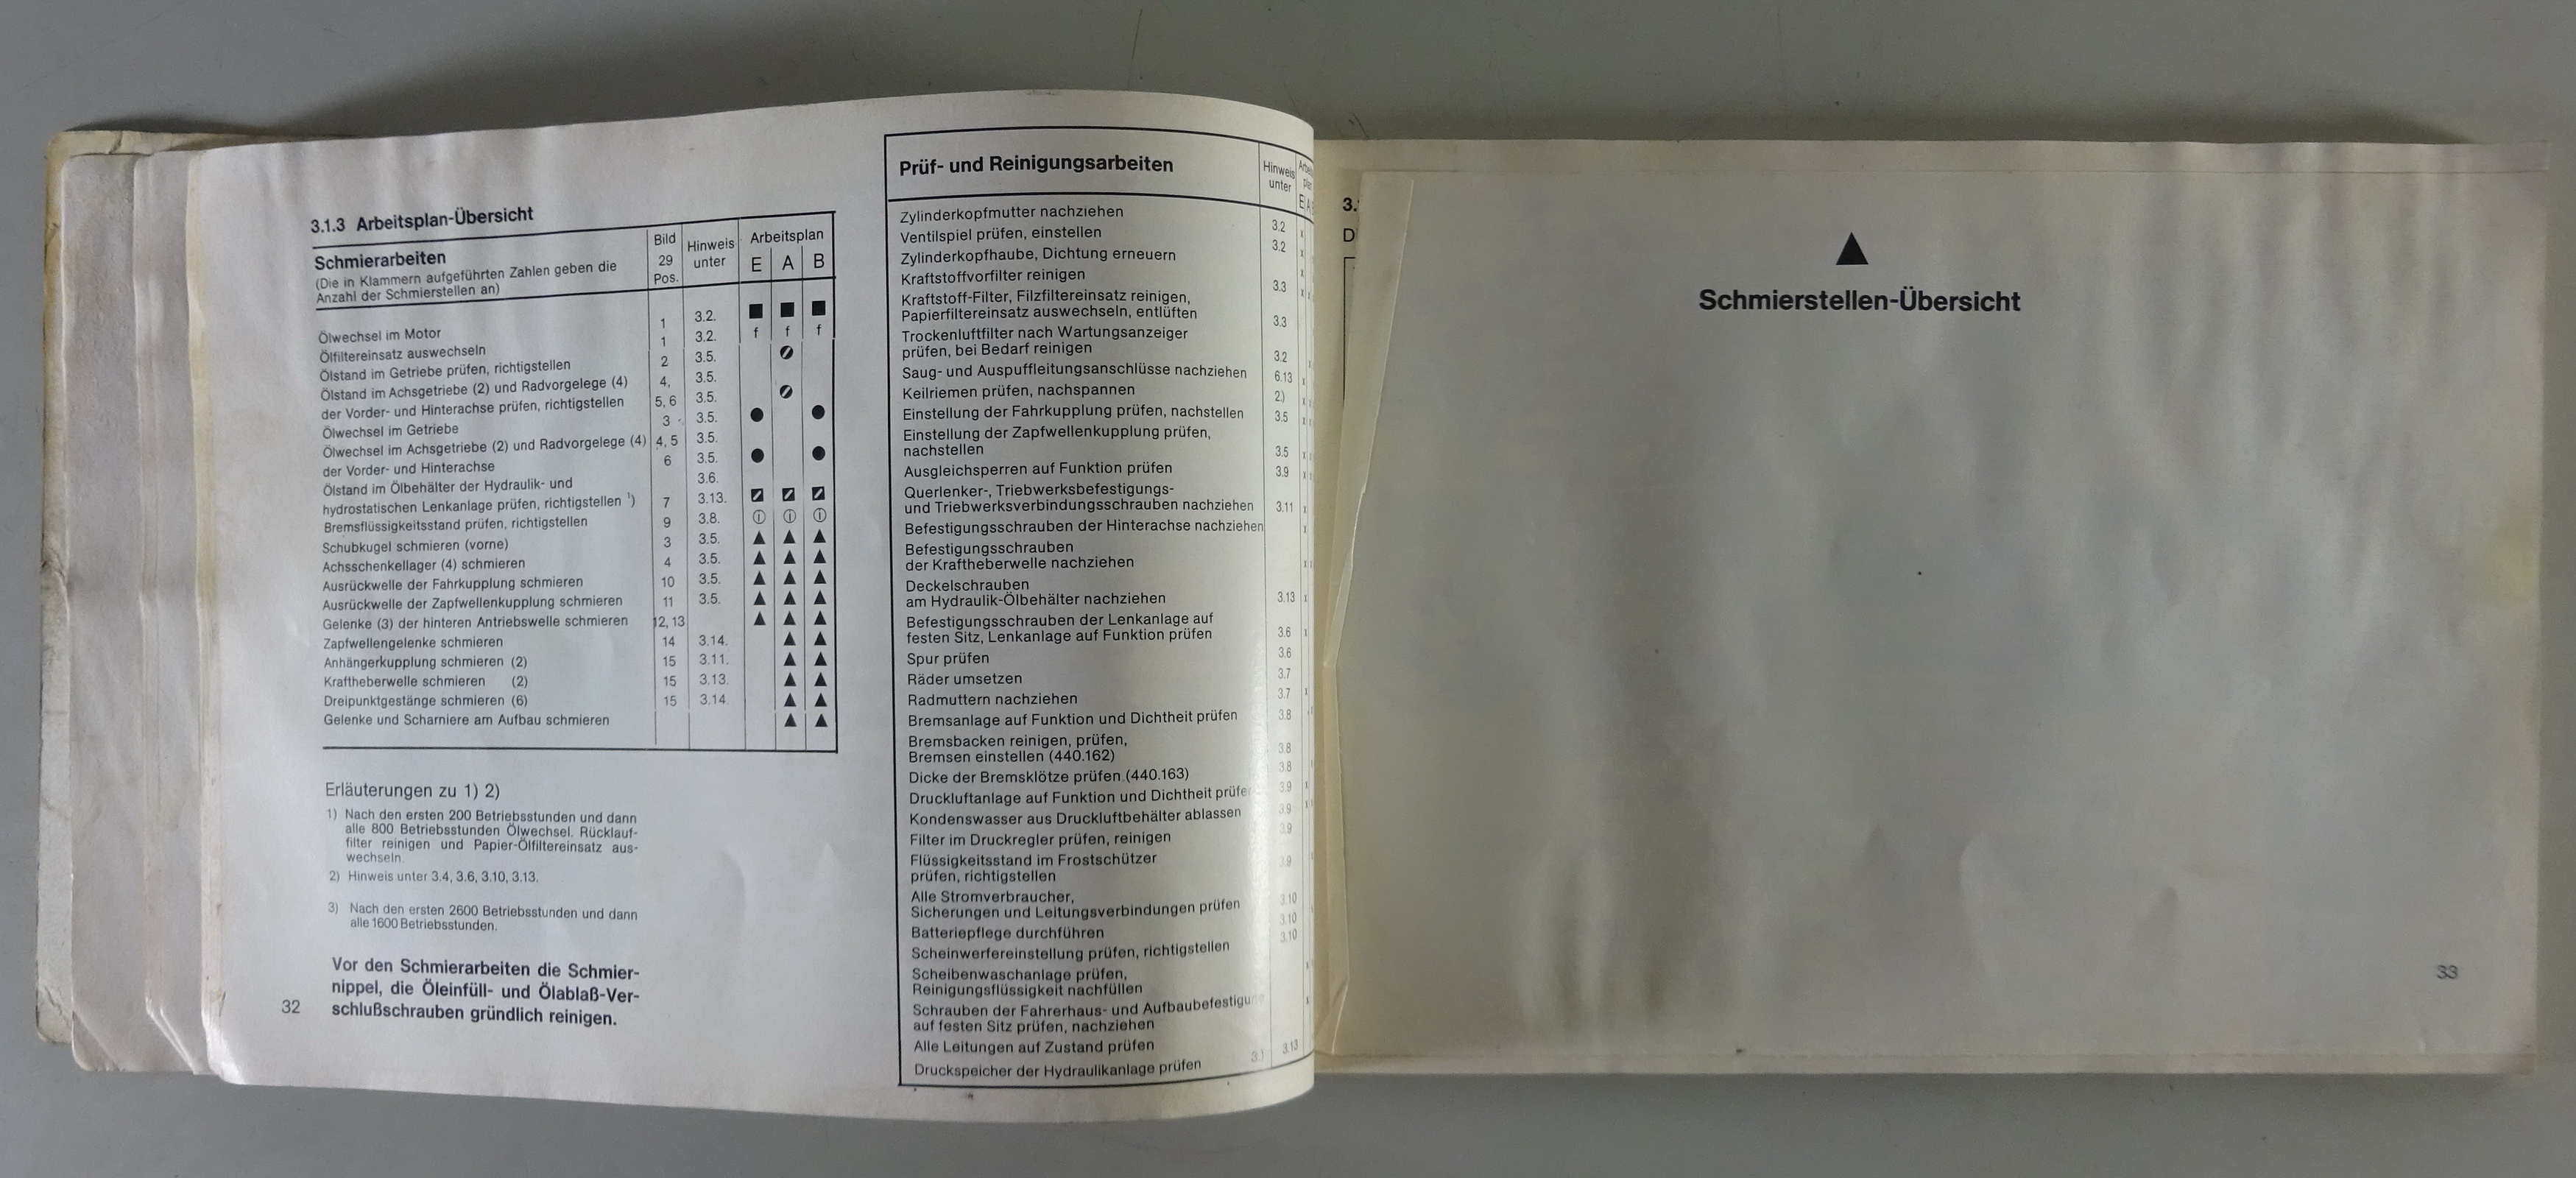 3.1.3 Arbeitsplan-Übersicht
Schmierarbeiten
(Die in Klammern aufgeführten Zahlen geben die
Anzahl der Schmierstellen an)
Bild
29
Pos.
Hinweis
unter
Arbeitsplan
E A B
Ölwechsel im Motor 1 3.2. ■ ■ ■
Ölfiltereinsatz auswechseln 1 3.2. f f f
Ölstand im Getriebe prüfen, richtigstellen 2 3.5.
Ölstand im Achsgetriebe (2) und Radvorgelege (4) 4, 3.5.
der Vorder- und Hinterachse prüfen, richtigstellen 5, 6 3.5.
Ölwechsel im Getriebe 3 3.5. ● ●
Ölwechsel im Achsgetriebe (2) und Radvorgelege (4) 4, 5 3.5.
der Vorder- und Hinterachse 6 3.5. ● ●
Ölstand im Ölbehälter der Hydraulik- und 3.6.
hydrostatischen Lenkanlage prüfen, richtigstellen ¹) 7 3.13.
Bremsflüssigkeitsstand prüfen, richtigstellen 9 3.8. ⓘ ⓘ ⓘ
Schubkugel schmieren (vorne) 3 3.5. ▲ ▲ ▲
Achsschenkellager (4) schmieren 4 3.5. ▲ ▲ ▲
Ausrückwelle der Fahrkupplung schmieren 10 3.5. ▲ ▲ ▲
Ausrückwelle der Zapfwellenkupplung schmieren 11 3.5. ▲ ▲ ▲
Gelenke (3) der hinteren Antriebswelle schmieren 12, 13 ▲ ▲ ▲
Zapfwellengelenke schmieren 14 3.14. ▲ ▲
Anhängerkupplung schmieren (2) 15 3.11. ▲ ▲
Kraftheberwelle schmieren (2) 15 3.13. ▲ ▲
Dreipunktgestänge schmieren (6) 15 3.14 ▲ ▲
Gelenke und Scharniere am Aufbau schmieren ▲ ▲
Erläuterungen zu 1) 2)
1) Nach den ersten 200 Betriebsstunden und dann
alle 800 Betriebsstunden Ölwechsel. Rücklauf-
filter reinigen und Papier-Ölfiltereinsatz aus-
wechseln.
2) Hinweis unter 3.4, 3.6, 3.10, 3.13.
3) Nach den ersten 2600 Betriebsstunden und dann
alle 1600 Betriebsstunden.
Vor den Schmierarbeiten die Schmier-
nippel, die Öleinfüll- und Ölablaß-Ver-
schlußschrauben gründlich reinigen.
32
Prüf- und Reinigungsarbeiten
Hinweis
unter
E A
Zylinderkopfmutter nachziehen 3.2
Ventilspiel prüfen, einstellen 3.2
Zylinderkopfhaube, Dichtung erneuern
Kraftstoffvorfilter reinigen 3.3
Kraftstoff-Filter, Filzfiltereinsatz reinigen,
Papierfiltereinsatz auswechseln, entlüften 3.3
Trockenluftfilter nach Wartungsanzeiger
prüfen, bei Bedarf reinigen 3.2
Saug- und Auspuffleitungsanschlüsse nachziehen 6.13
Keilriemen prüfen, nachspannen 2)
Einstellung der Fahrkupplung prüfen, nachstellen 3.5
Einstellung der Zapfwellenkupplung prüfen,
nachstellen 3.5
Ausgleichsperren auf Funktion prüfen 3.9
Querlenker-, Triebwerksbefestigungs-
und Triebwerksverbindungsschrauben nachziehen 3.11
Befestigungsschrauben der Hinterachse nachziehen
Befestigungsschrauben
der Kraftheberwelle nachziehen
Deckelschrauben
am Hydraulik-Ölbehälter nachziehen 3.13
Befestigungsschrauben der Lenkanlage auf
festen Sitz, Lenkanlage auf Funktion prüfen 3.6
Spur prüfen 3.6
Räder umsetzen 3.7
Radmuttern nachziehen 3.7
Bremsanlage auf Funktion und Dichtheit prüfen 3.8
Bremsbacken reinigen, prüfen,
Bremsen einstellen (440.162) 3.8
Dicke der Bremsklötze prüfen (440.163) 3.8
Druckluftanlage auf Funktion und Dichtheit prüfe 3.9
Kondenswasser aus Druckluftbehälter ablassen 3.9
Filter im Druckregler prüfen, reinigen 3.9
Flüssigkeitsstand im Frostschützer
prüfen, richtigstellen 3.9
Alle Stromverbraucher,
Sicherungen und Leitungsverbindungen prüfen 3.10
Batteriepflege durchführen 3.10
Scheinwerfereinstellung prüfen, richtigstellen 3.10
Scheibenwaschanlage prüfen,
Reinigungsflüssigkeit nachfüllen
Schrauben der Fahrerhaus- und Aufbaubefestigung
auf festen Sitz prüfen, nachziehen
Alle Leitungen auf Zustand prüfen
Druckspeicher der Hydraulikanlage prüfen 3.) 3.13
3.
D
▲
Schmierstellen-Übersicht
33